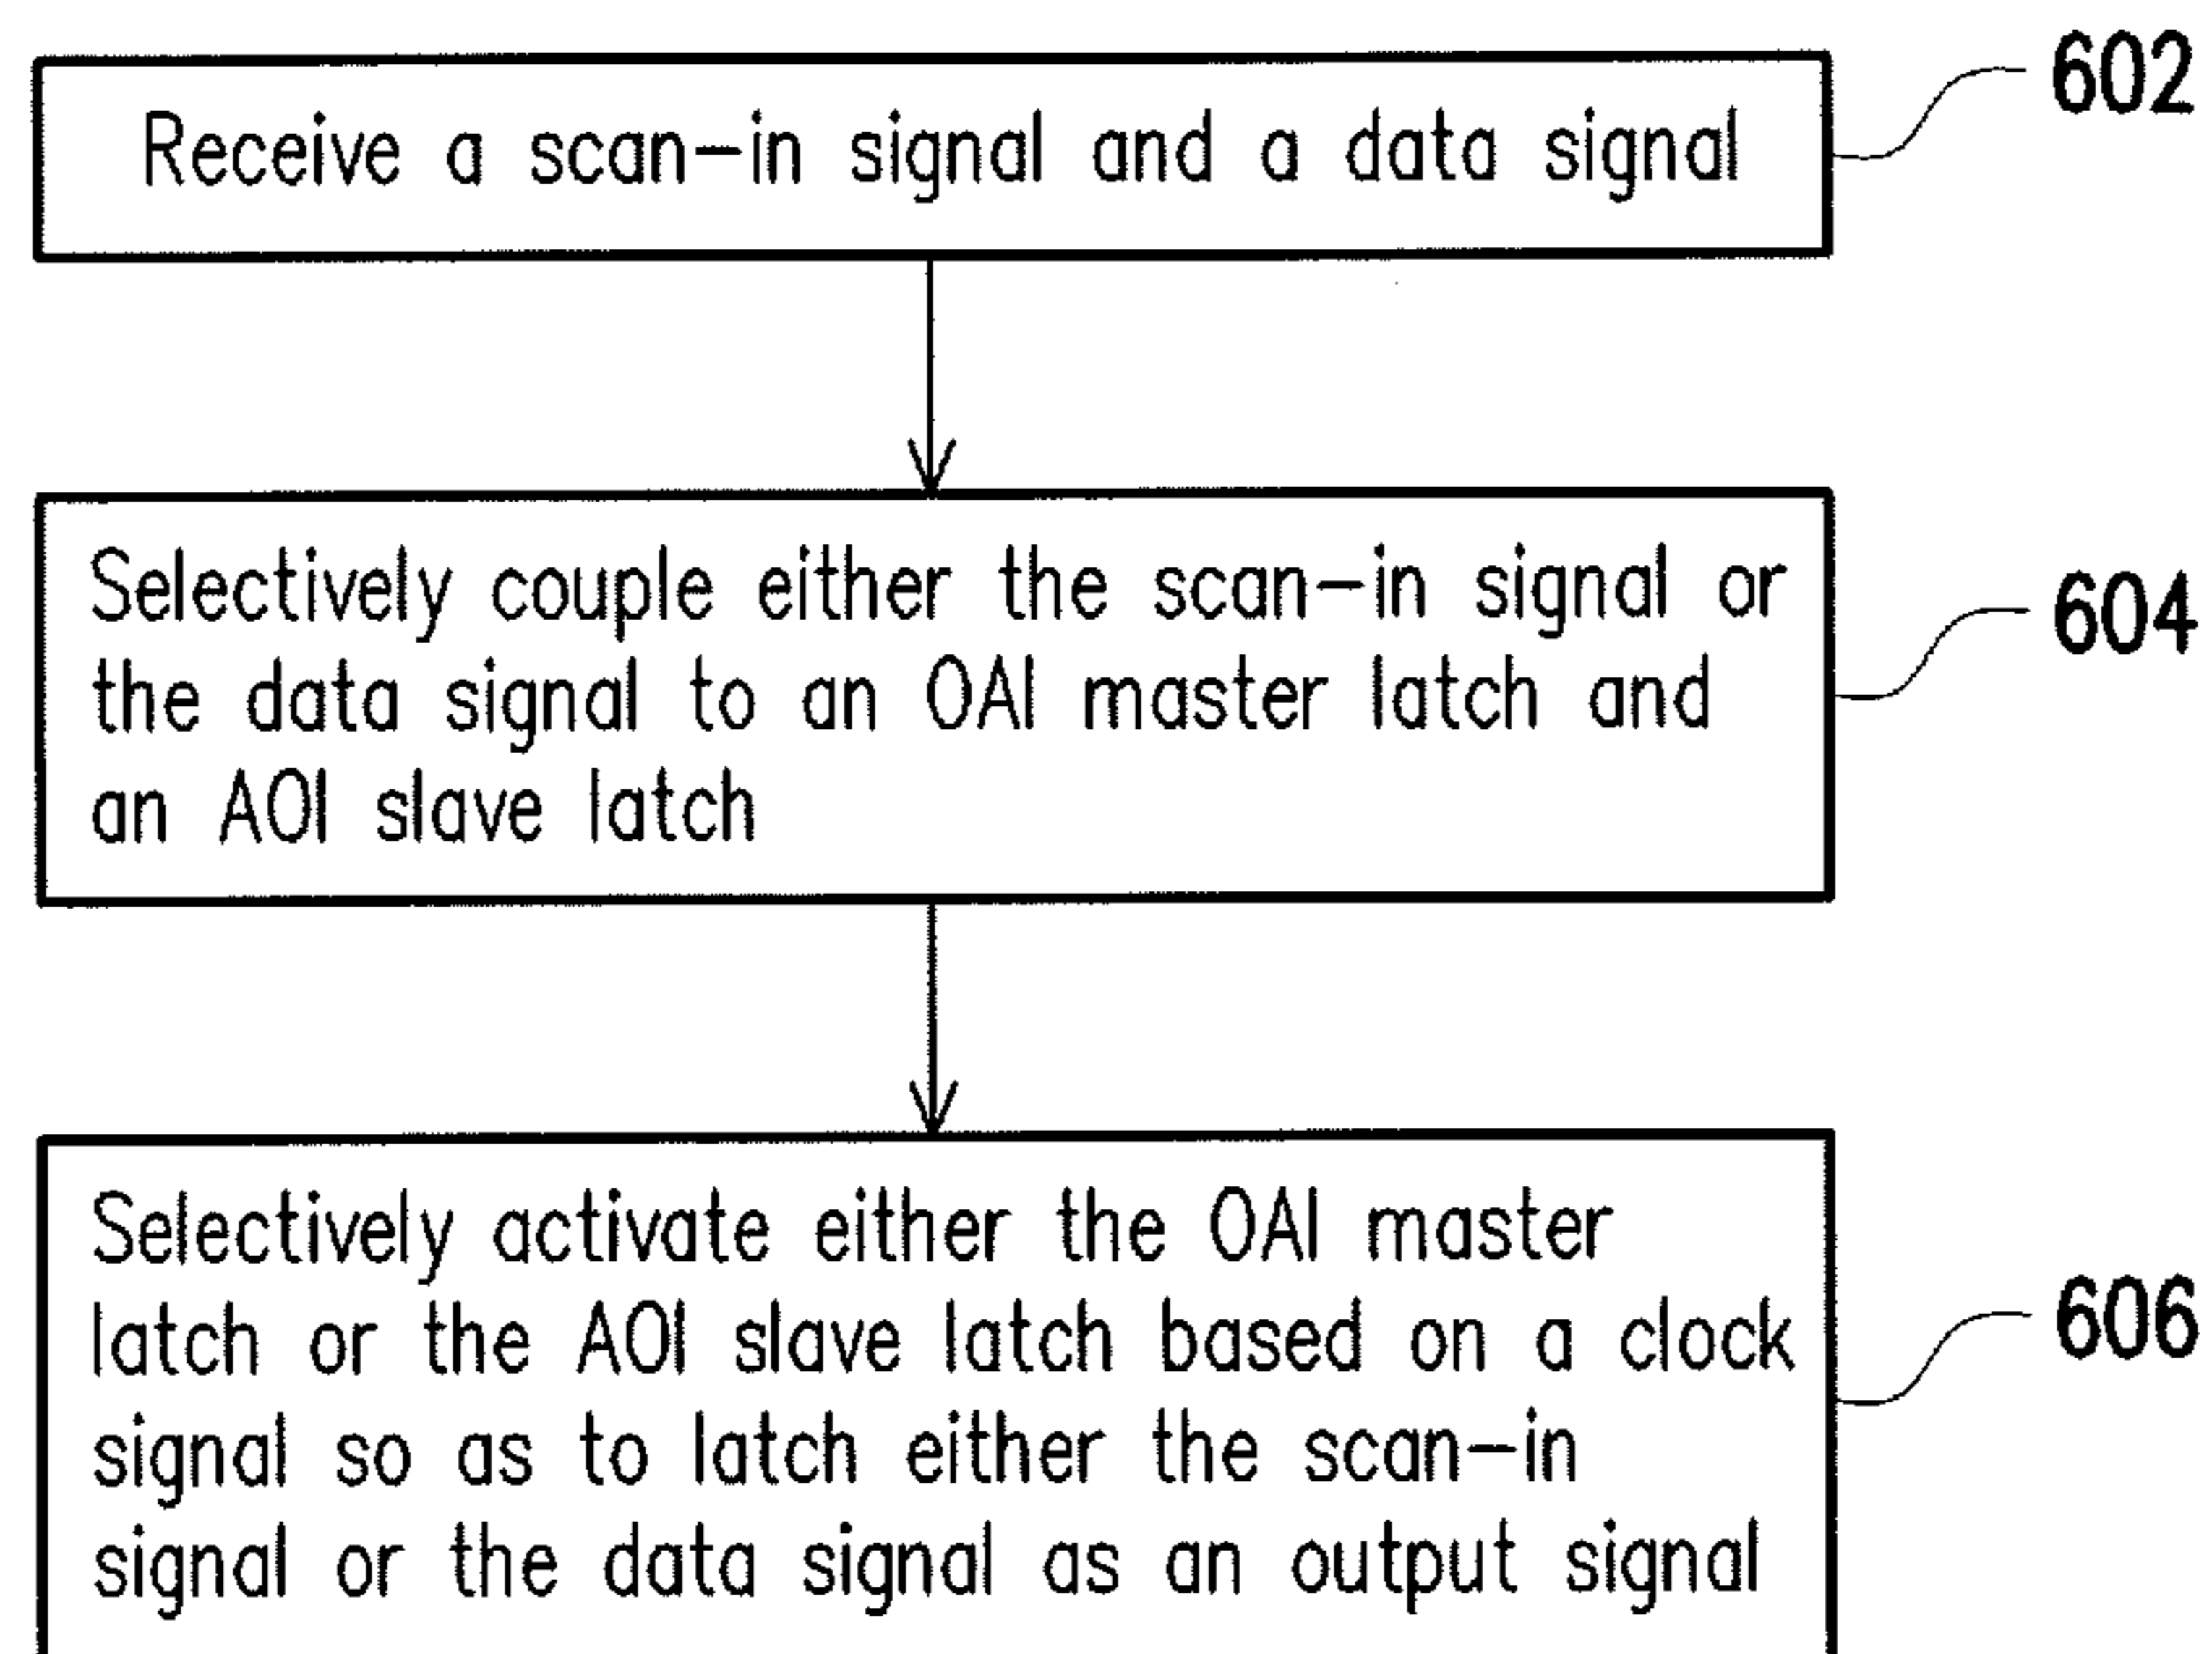 Receive a scan-in signal and a data signal
602
Selectively couple either the scan-in signal or
the data signal to an OAI master latch and
an AOI slave latch
604
Selectively activate either the OAI master
latch or the AOI slave latch based on a clock
signal so as to latch either the scan-in
signal or the data signal as an output signal
606